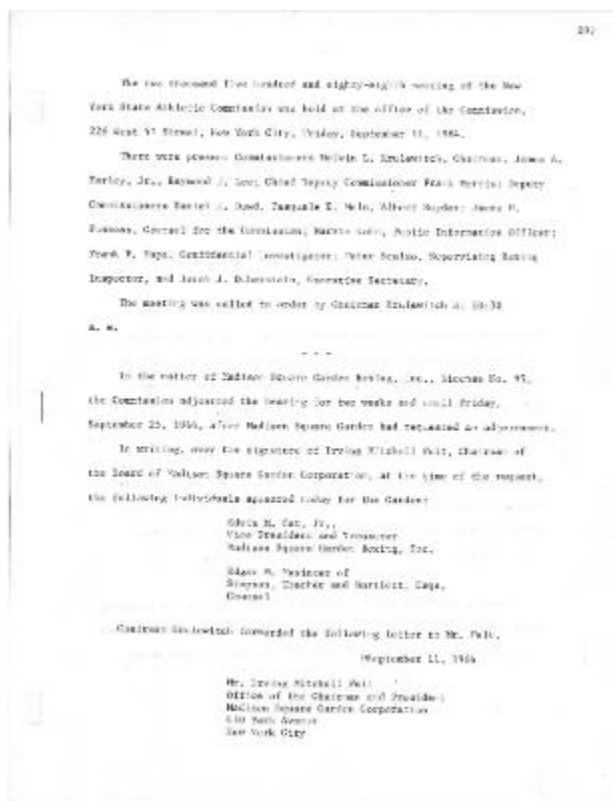 The two thousand five hundred and eighty-eighth meeting of the New
York State Athletic Commission was held at the office of the Commission,
226 West 47 Street, New York City, Friday, September 11, 1964.
There were present Commissioners Melvin L. Krulewitch, Chairman, James A.
Farley, Jr., Raymond J. Lee; Chief Deputy Commissioner Frank Morris; Deputy
Commissioners Daniel J. Dowd, Albert James
Counsel for the Commission; Public Information Officer;
Frank Confidential Investigator; Peter Supervising Boxing
Inspector, and J. Executive Secretary.
The meeting was called to order by Chairman Krulewitch at 10:30
A. M.
- - -
In the matter of Madison Square Garden Boxing, Inc., License No.
the Commission adjourned the hearing for two weeks and until Friday,
September 25, 1964, after Madison Square Garden had requested an adjournment.
In writing, over the signature of Irving Mitchell Felt, Chairman of
the Board of Madison Square Garden Corporation, at the time of the request,
the following individuals appeared today for the Garden:
Vice President and Treasurer
Madison Square Garden Boxing, Inc.
Edgar M. of
Simpson, Thacher and Bartlett, Esqs.
Counsel
Chairman Krulewitch forwarded the following letter to Mr. Felt.
"September 11, 1964
Mr. Irving Mitchell Felt
Office of the Chairman and President
Madison Square Garden Corporation
Park Avenue
New York City